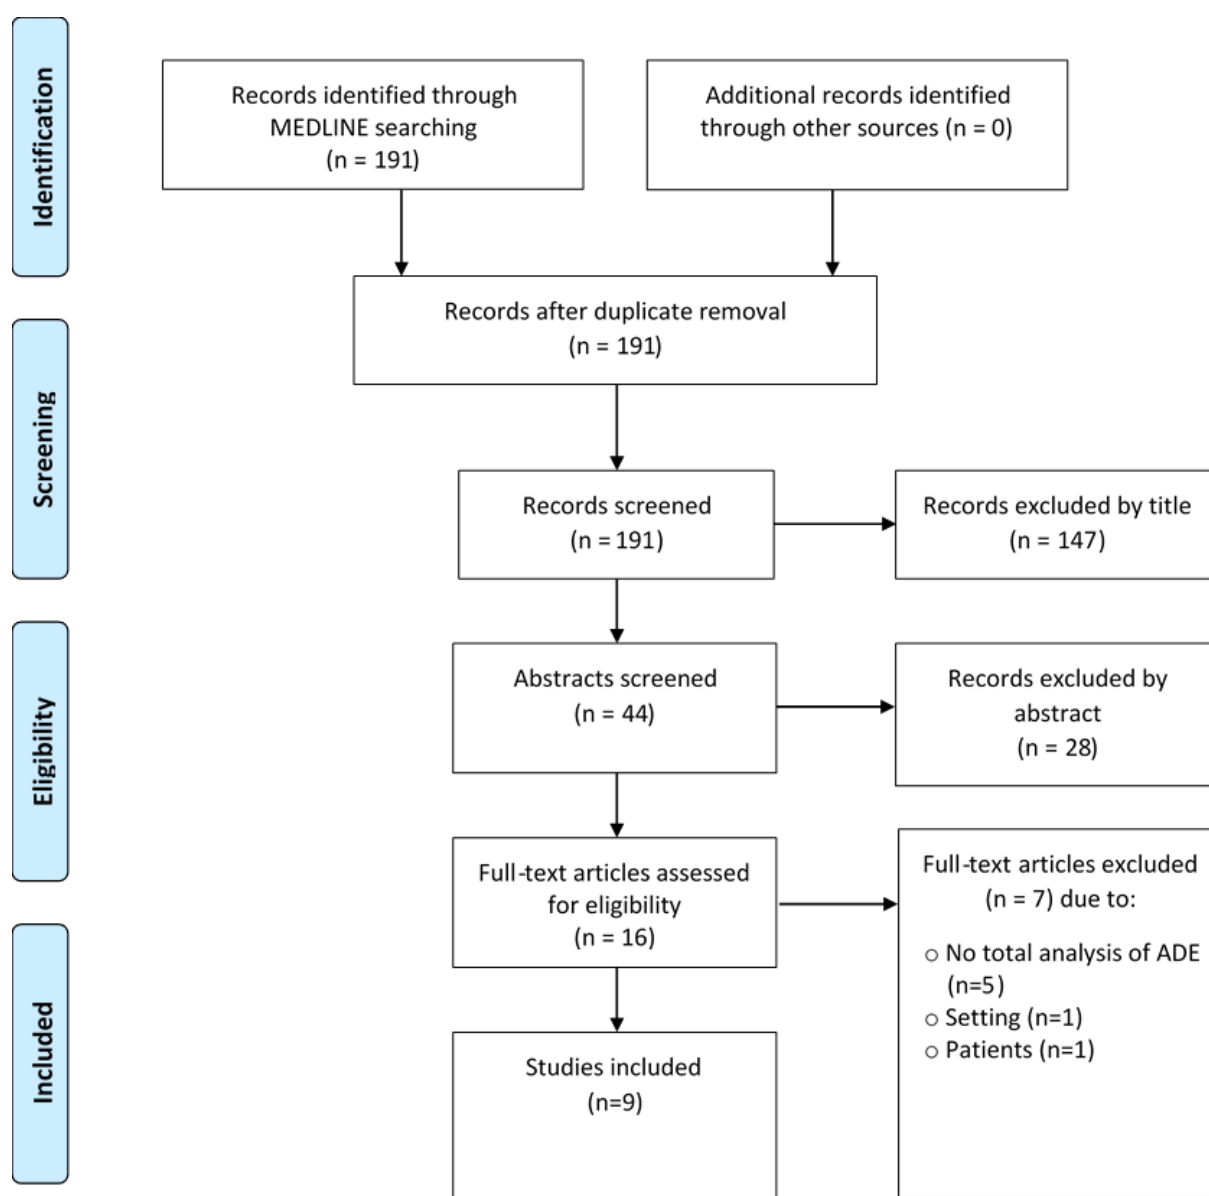 Identification
Records identified through
MEDLINE searching
(n = 191)
Additional records identified
through other sources (n = 0)
Records after duplicate removal
(n = 191)
Screening
Records screened
(n = 191)
Records excluded by title
(n = 147)
Eligibility
Abstracts screened
(n = 44)
Records excluded by
abstract
(n = 28)
Full-text articles assessed
for eligibility
(n = 16)
Full-text articles excluded
(n = 7) due to:
○ No total analysis of ADE
(n=5)
○ Setting (n=1)
○ Patients (n=1)
Included
Studies included
(n=9)